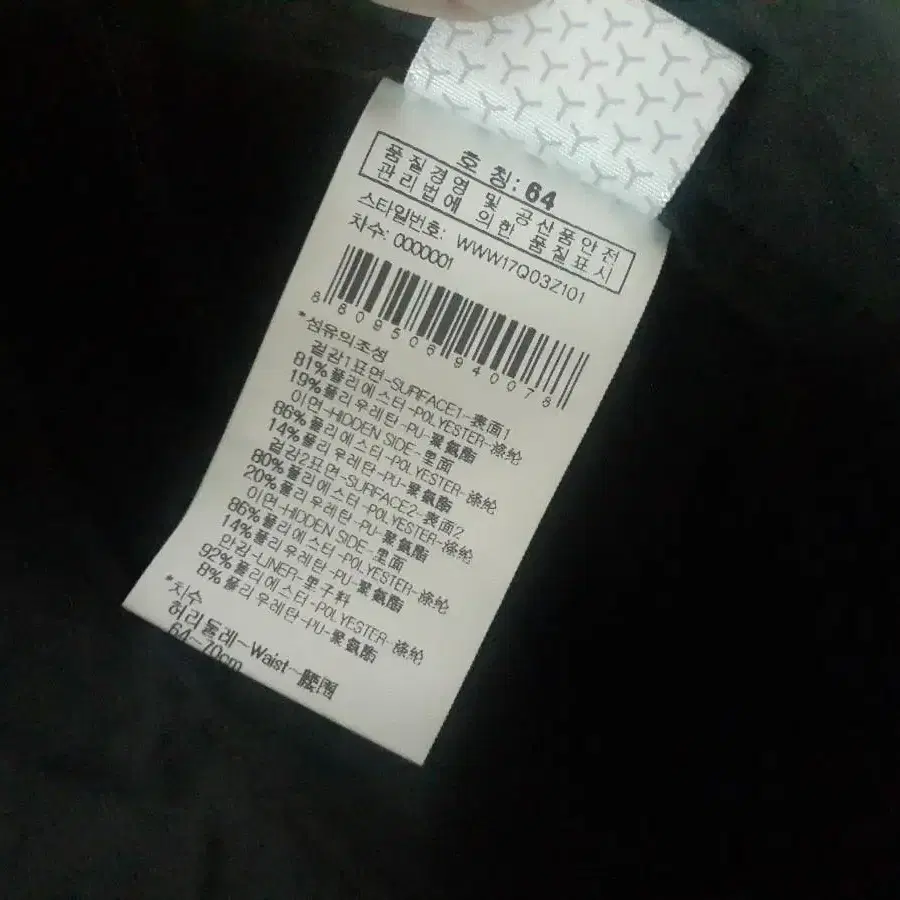 호 칭: 64
품 질 경 영 및 공 산 품 안 전
관 리 법 에 의 한 품 질 표 시
스타일번호: WWW17Q03Z101
치수: 0000001
8 809506 940078
*섬유의조성
겉감1표면-SURFACE1-表面1
81%폴리에스터-POLYESTER-涤纶
19%폴리우레탄-PU-聚氨酯
이면-HIDDEN SIDE-里面
86%폴리에스터-POLYESTER-涤纶
14%폴리우레탄-PU-聚氨酯
겉감2표면-SURFACE2-表面2
80%폴리에스터-POLYESTER-涤纶
20%폴리우레탄-PU-聚氨酯
이면-HIDDEN SIDE-里面
86%폴리에스터-POLYESTER-涤纶
14%폴리우레탄-PU-聚氨酯
안감-LINER-里子料
92%폴리에스터-POLYESTER-涤纶
8%폴리우레탄-PU-聚氨酯
*치수
허리둘레-Waist-腰围
64~70cm